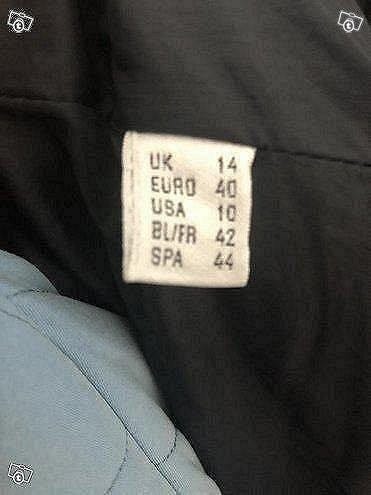 UK 14
EURO 40
USA 10
BL/FR 42
SPA 44